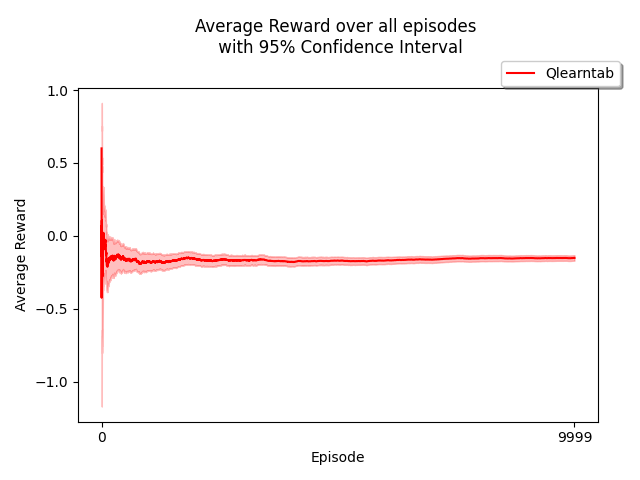 Average Reward over all episodes
with 95% Confidence Interval
Qlearntab
1.0
0.5
0.0
−0.5
−1.0
Average Reward
0
9999
Episode